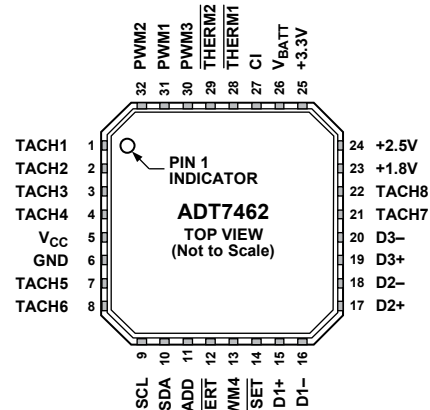 PWM2 PWM1 PWM3 THERM2 THERM1 CI VBATT +3.3V
32 31 30 29 28 27 26 25
TACH1 1
TACH2 2
TACH3 3
TACH4 4
VCC 5
GND 6
TACH5 7
TACH6 8
PIN 1
INDICATOR
ADT7462
TOP VIEW
(Not to Scale)
24 +2.5V
23 +1.8V
22 TACH8
21 TACH7
20 D3–
19 D3+
18 D2–
17 D2+
9 10 11 12 13 14 15 16
SCL SDA ADD ERT WM4 SET D1+ D1–